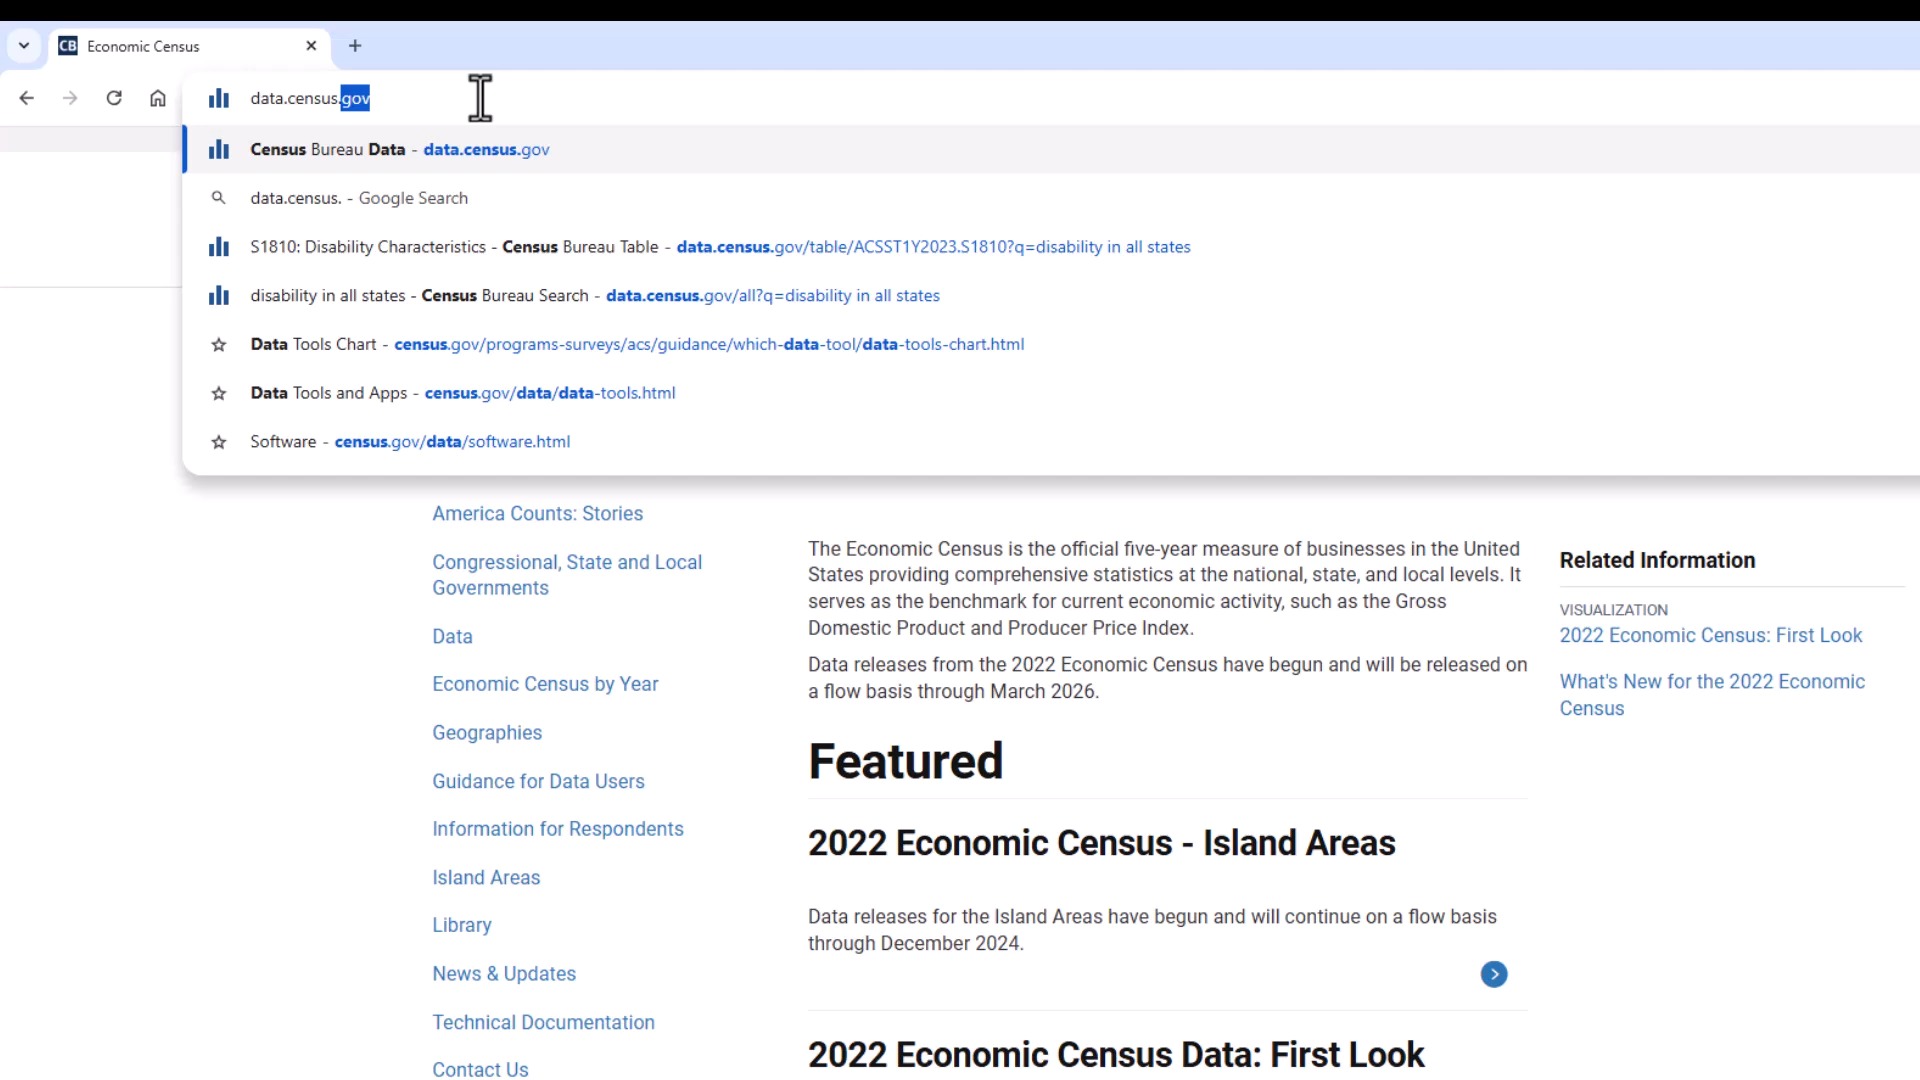 CB Economic Census
data.census.gov
Census Bureau Data - data.census.gov
data.census. - Google Search
S1810: Disability Characteristics - Census Bureau Table - data.census.gov/table/ACSST1Y2023.S1810?q=disability in all states
disability in all states - Census Bureau Search - data.census.gov/all?q=disability in all states
Data Tools Chart - census.gov/programs-surveys/acs/guidance/which-data-tool/data-tools-chart.html
Data Tools and Apps - census.gov/data/data-tools.html
Software - census.gov/data/software.html
America Counts: Stories
Congressional, State and Local
Governments
Data
Economic Census by Year
Geographies
Guidance for Data Users
Information for Respondents
Island Areas
Library
News & Updates
Technical Documentation
Contact Us
The Economic Census is the official five-year measure of businesses in the United
States providing comprehensive statistics at the national, state, and local levels. It
serves as the benchmark for current economic activity, such as the Gross
Domestic Product and Producer Price Index.
Data releases from the 2022 Economic Census have begun and will be released on
a flow basis through March 2026.
Featured
2022 Economic Census - Island Areas
Data releases for the Island Areas have begun and will continue on a flow basis
through December 2024.
2022 Economic Census Data: First Look
Related Information
VISUALIZATION
2022 Economic Census: First Look
What's New for the 2022 Economic
Census